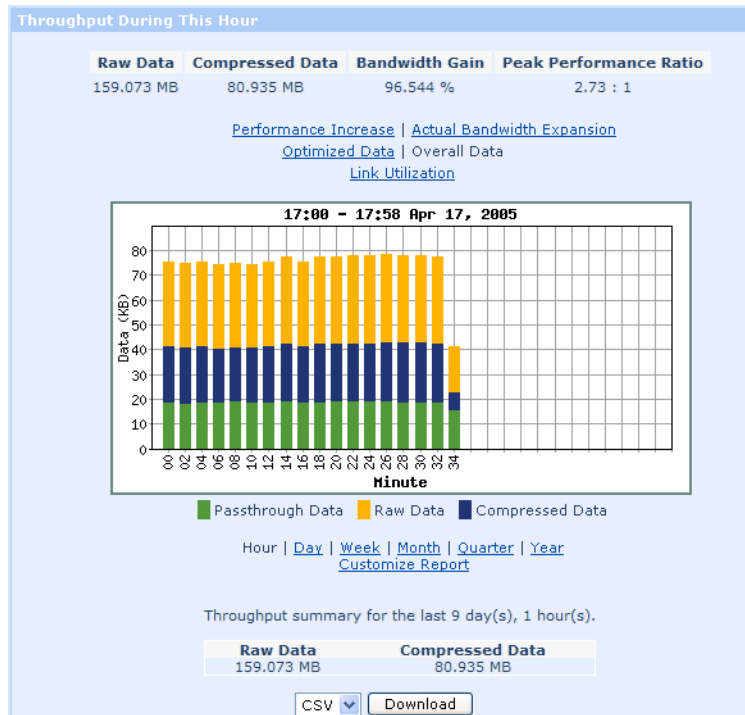 Throughput During This Hour
Raw Data Compressed Data Bandwidth Gain Peak Performance Ratio
159.073 MB 80.935 MB 96.544 % 2.73 : 1
Performance Increase | Actual Bandwidth Expansion
Optimized Data | Overall Data
Link Utilization
17:00 - 17:58 Apr 17, 2005
Data (KB)
80
70
60
50
40
30
20
10
0
00 02 04 06 08 10 12 14 16 18 20 22 24 26 28 30 32 34
Minute
Passthrough Data Raw Data Compressed Data
Hour | Day | Week | Month | Quarter | Year
Customize Report
Throughput summary for the last 9 day(s), 1 hour(s).
Raw Data Compressed Data
159.073 MB 80.935 MB
CSV Download